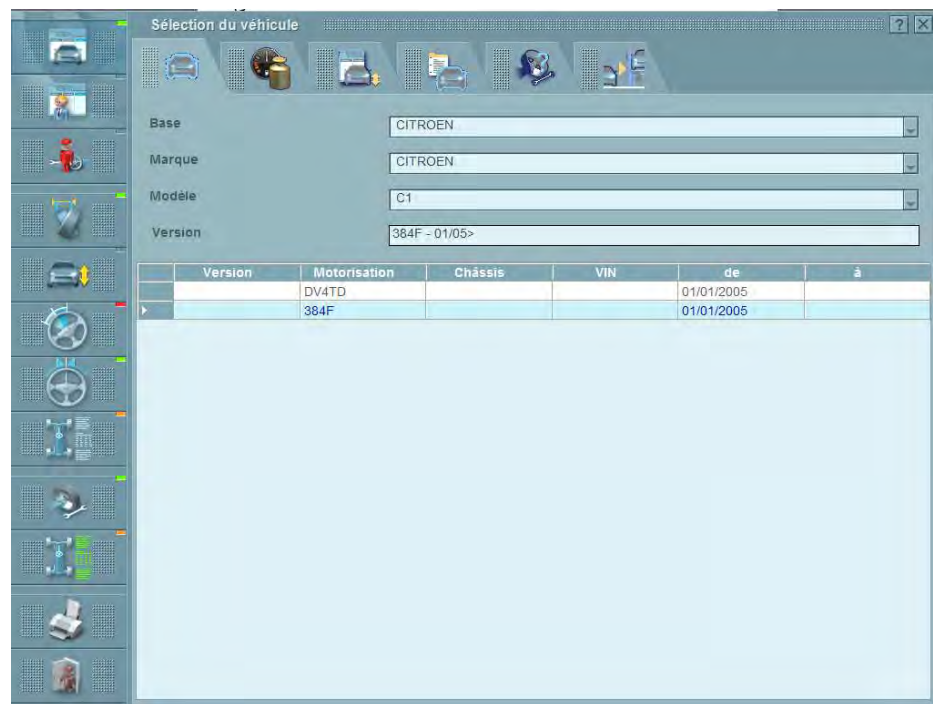 Sélection du véhicule ? X
Base CITROEN
Marque CITROEN
Modèle C1
Version 384F - 01/05>
Version Motorisation Châssis VIN de à
DV4TD 01/01/2005
384F 01/01/2005